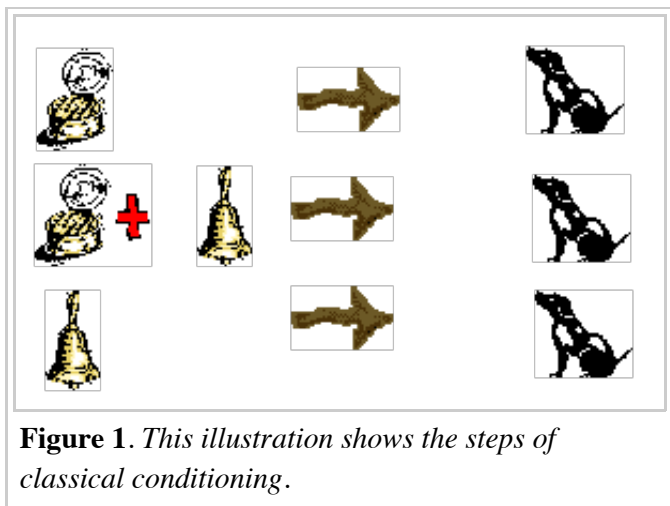 Figure 1. This illustration shows the steps of
classical conditioning.